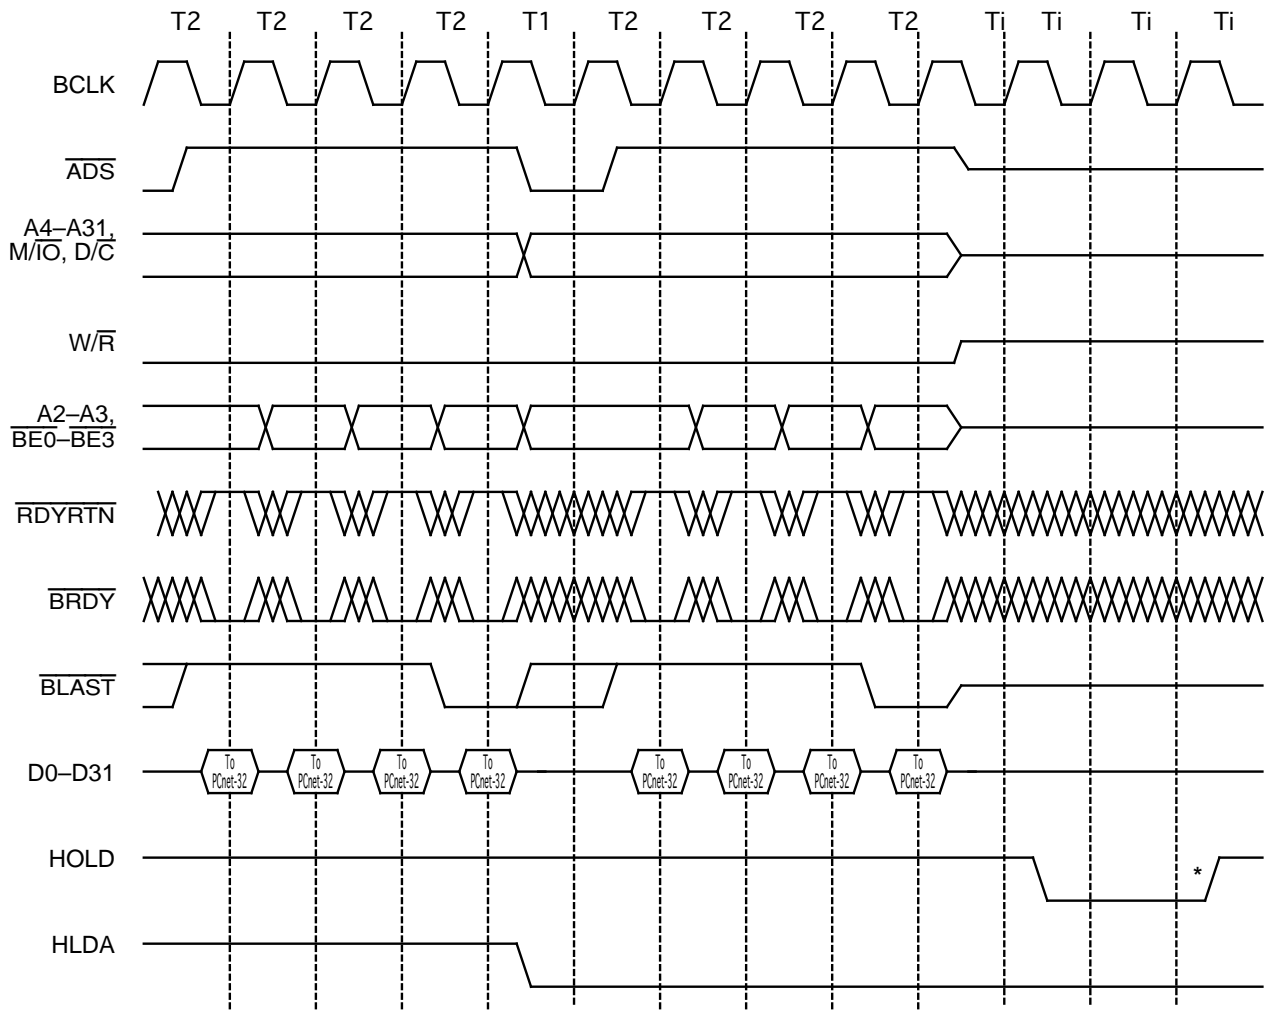 T2 T2 T2 T2 T1 T2 T2 T2 T2 Ti Ti Ti Ti
BCLK
ADS
A4–A31,
M/IO, D/C
W/R
A2–A3,
BE0–BE3
RDYRTN
BRDY
BLAST
D0–D31
To To To To To To To To
PCnet-32 PCnet-32 PCnet-32 PCnet-32 PCnet-32 PCnet-32 PCnet-32 PCnet-32
HOLD
*
HLDA